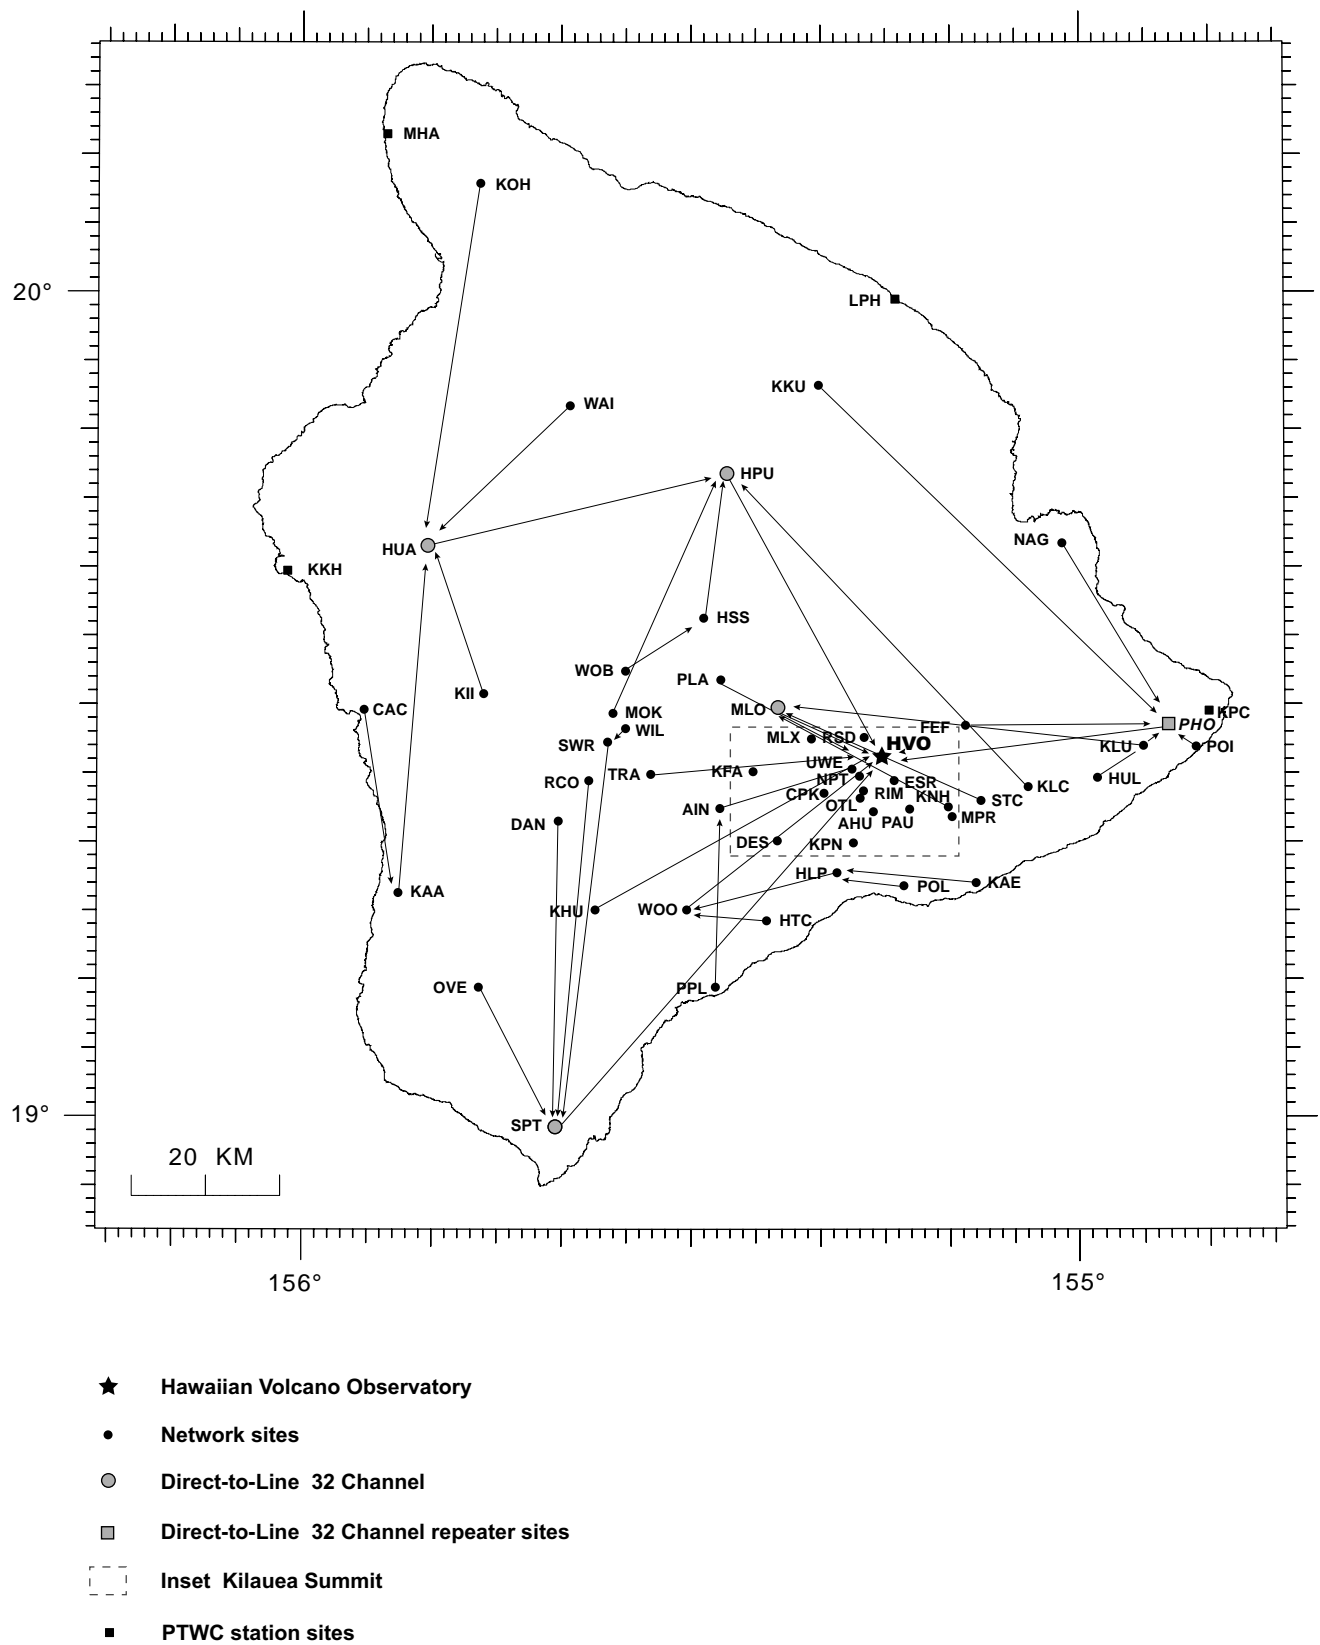 MHA
KOH
20°
LPH
KKU
WAI
HPU
NAG
HUA
KKH
HSS
WOB
PLA
KII
CAC
MLO
MOK
FEF
KPC
PHO
WIL
MLX
RSD
HVO
SWR
KLU
POI
UWE
TRA
KFA
NPT
HUL
RCO
ESR
KLC
CPK
RIM
KNH
STC
AIN
OTL
DAN
AHU
PAU
MPR
DES
KPN
HLP
KAE
KAA
POL
KHU
WOO
HTC
OVE
PPL
19°
SPT
20 KM
156°
155°
Hawaiian Volcano Observatory
Network sites
Direct-to-Line 32 Channel
Direct-to-Line 32 Channel repeater sites
Inset Kilauea Summit
PTWC station sites